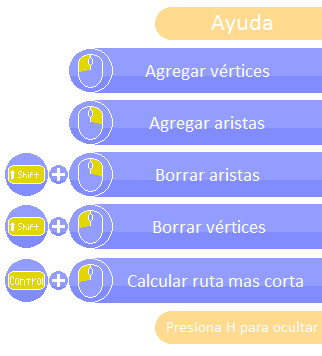 Ayuda
Agregar vértices
Agregar aristas
Shift + Borrar aristas
Shift + Borrar vértices
Control + Calcular ruta mas corta
Presiona H para ocultar